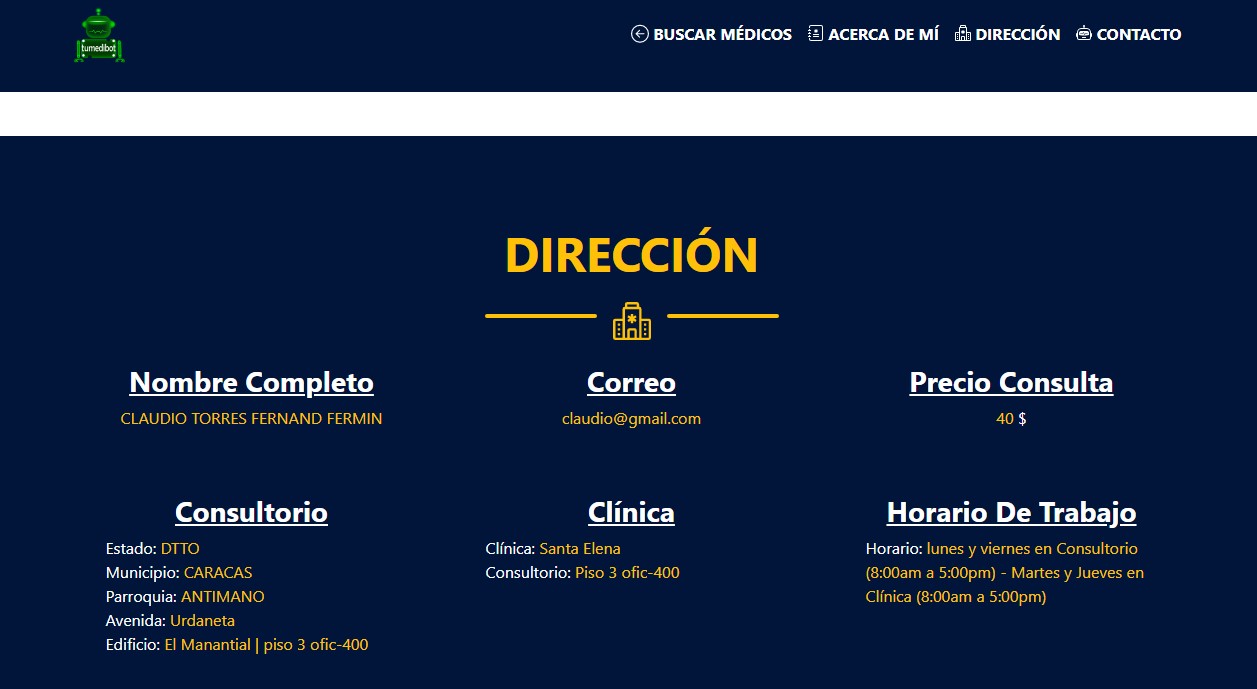 tumedibot
BUSCAR MÉDICOS
ACERCA DE MÍ
DIRECCIÓN
CONTACTO
DIRECCIÓN
Nombre Completo
CLAUDIO TORRES FERNAND FERMIN
Correo
claudio@gmail.com
Precio Consulta
40 $
Consultorio
Estado: DTTO
Municipio: CARACAS
Parroquia: ANTIMANO
Avenida: Urdaneta
Edificio: El Manantial | piso 3 ofic-400
Clínica
Clínica: Santa Elena
Consultorio: Piso 3 ofic-400
Horario De Trabajo
Horario: lunes y viernes en Consultorio
(8:00am a 5:00pm) - Martes y Jueves en
Clínica (8:00am a 5:00pm)